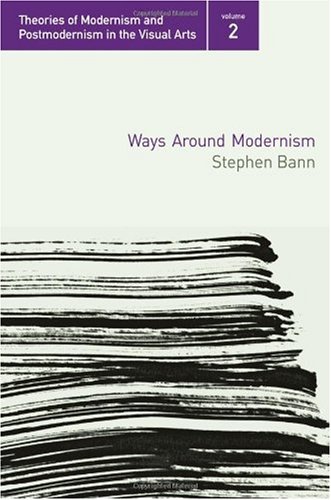 Theories of Modernism and
Postmodernism in the Visual Arts
volume
2
Ways Around Modernism
Stephen Bann